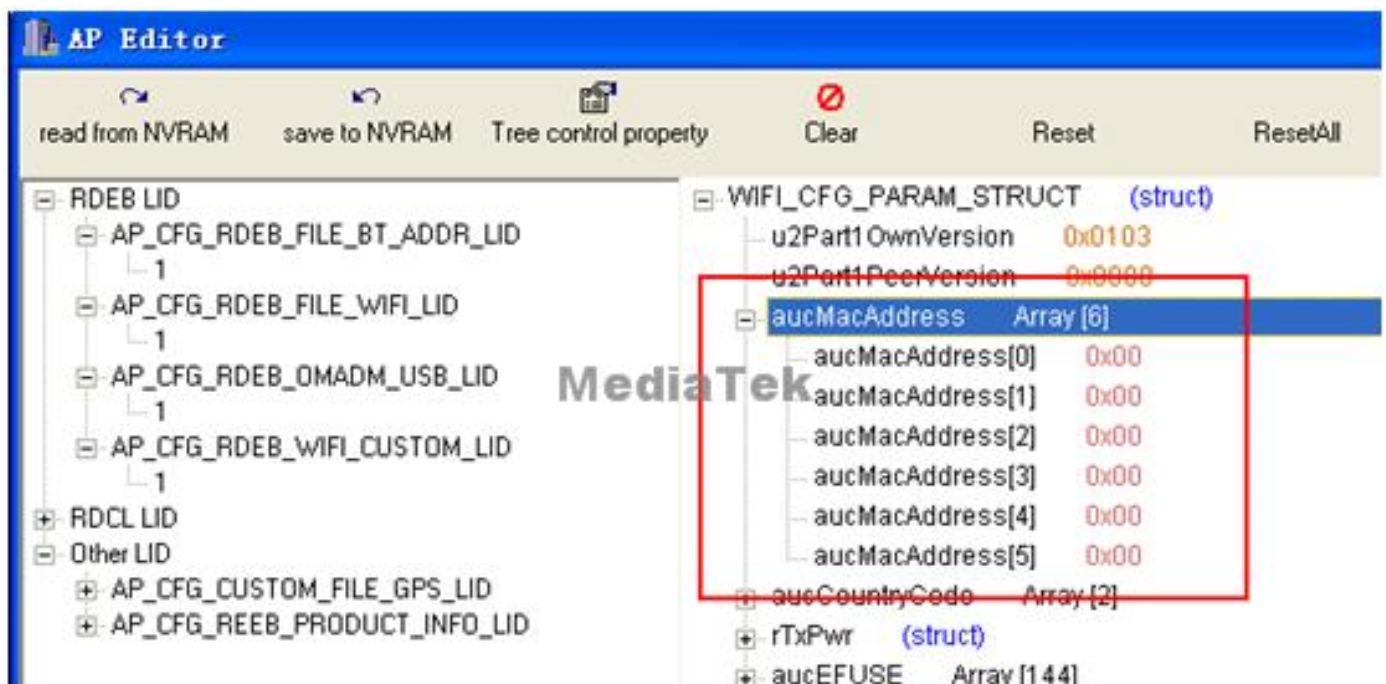 AP Editor
read from NVRAM save to NVRAM Tree control property Clear Reset ResetAll
RDEB LID
AP_CFG_RDEB_FILE_BT_ADDR_LID
1
AP_CFG_RDEB_FILE_WIFI_LID
1
AP_CFG_RDEB_OMADM_USB_LID
1
AP_CFG_RDEB_WIFI_CUSTOM_LID
1
RDCL LID
Other LID
AP_CFG_CUSTOM_FILE_GPS_LID
AP_CFG_REEB_PRODUCT_INFO_LID
MediaTek
WIFI_CFG_PARAM_STRUCT (struct)
u2Part1OwnVersion 0x0103
u2Part1PeerVersion 0x0000
aucMacAddress Array [6]
aucMacAddress[0] 0x00
aucMacAddress[1] 0x00
aucMacAddress[2] 0x00
aucMacAddress[3] 0x00
aucMacAddress[4] 0x00
aucMacAddress[5] 0x00
aucCountryCode Array [2]
rTxPwr (struct)
aucEFUSE Array [144]